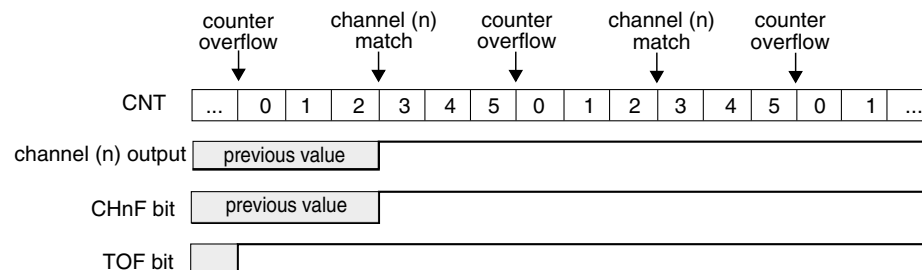 counter overflow
channel (n) match
counter overflow
channel (n) match
counter overflow
CNT ... 0 1 2 3 4 5 0 1 2 3 4 5 0 1 ...
channel (n) output previous value
CHnF bit previous value
TOF bit